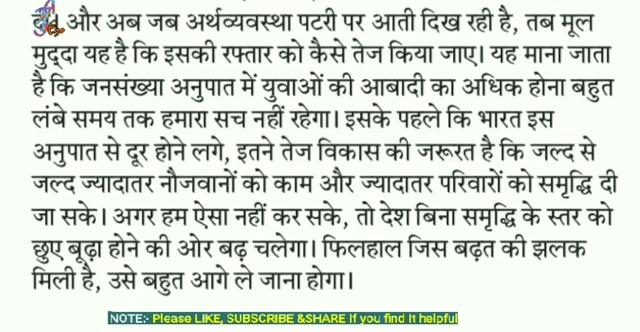 और अब जब अर्थव्यवस्था पटरी पर आती दिख रही है, तब मूल
मुद्दा यह है कि इसकी रफ्तार को कैसे तेज किया जाए। यह माना जाता
है कि जनसंख्या अनुपात में युवाओं की आबादी का अधिक होना बहुत
लंबे समय तक हमारा सच नहीं रहेगा। इसके पहले कि भारत इस
अनुपात से दूर होने लगे, इतने तेज विकास की जरूरत है कि जल्द से
जल्द ज्यादातर नौजवानों को काम और ज्यादातर परिवारों को समृद्धि दी
जा सके। अगर हम ऐसा नहीं कर सके, तो देश बिना समृद्धि के स्तर को
छुए बूढ़ा होने की ओर बढ़ चलेगा। फिलहाल जिस बढ़त की झलक
मिली है, उसे बहुत आगे ले जाना होगा।
NOTE:- Please LIKE, SUBSCRIBE &SHARE If you find It helpful